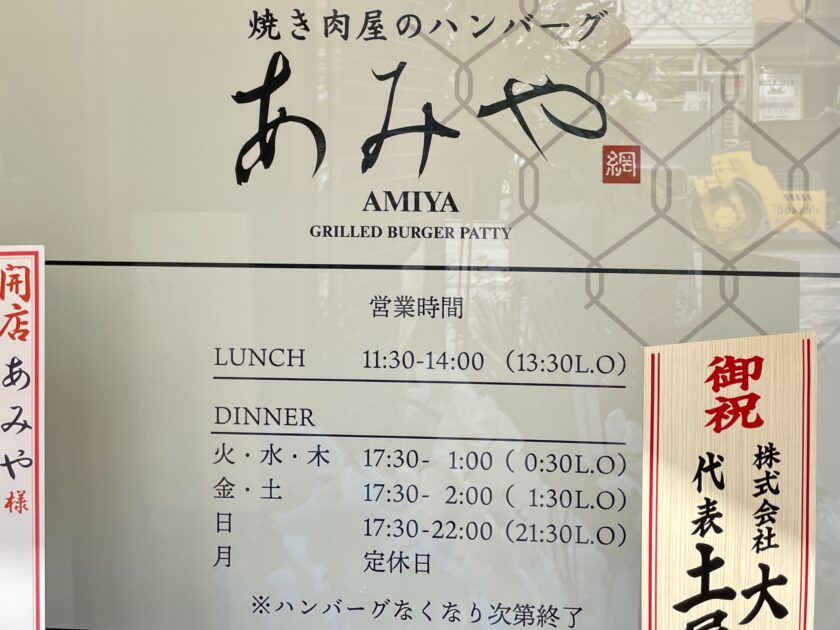 焼き肉屋のハンバーグ
あみや
網
AMIYA
GRILLED BURGER PATTY
営業時間
LUNCH 11:30-14:00 (13:30L.O)
DINNER
火・水・木 17:30- 1:00 ( 0:30L.O)
金・土 17:30- 2:00 ( 1:30L.O)
日 17:30-22:00 (21:30L.O)
月 定休日
※ハンバーグなくなり次第終了
開店
あみや様
御祝
株式会社 大
代表 土